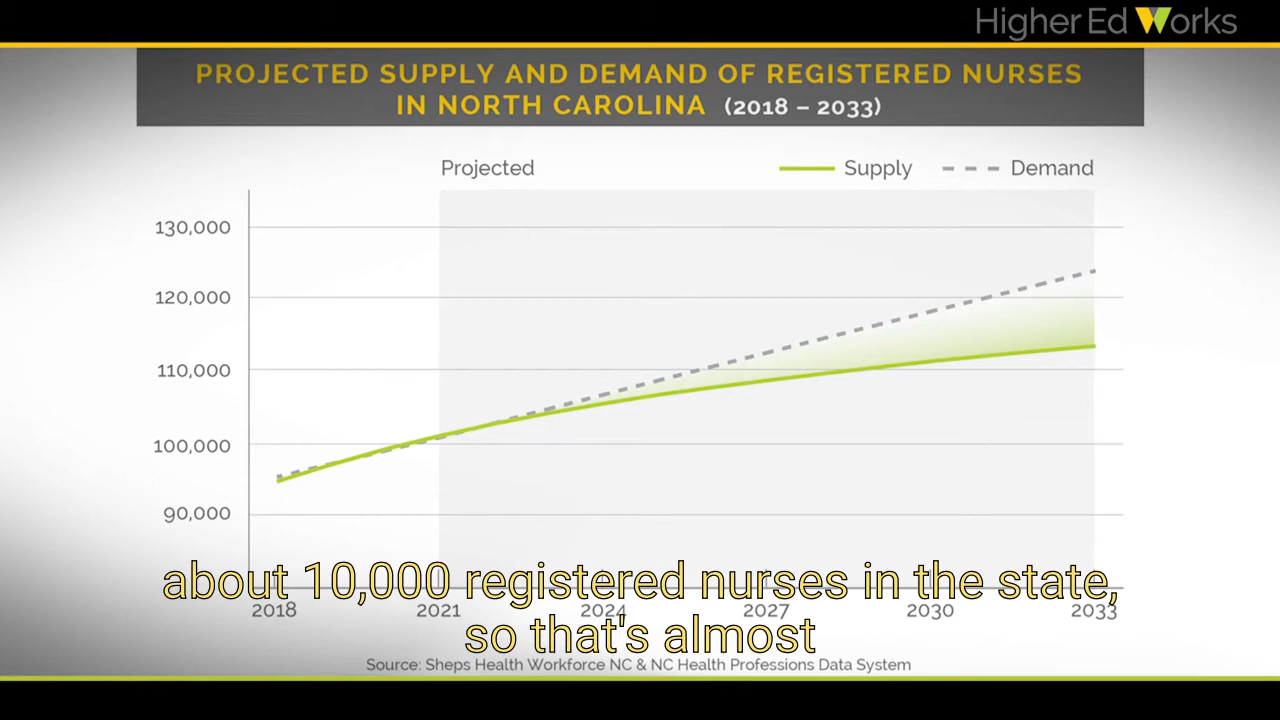 Higher Ed Works
PROJECTED SUPPLY AND DEMAND OF REGISTERED NURSES
IN NORTH CAROLINA (2018 – 2033)
Projected
Supply
Demand
130,000
120,000
110,000
100,000
90,000
about 10,000 registered nurses in the state,
2018
2021
2024
2027
2030
2033
so that's almost
Source: Sheps Health Workforce NC & NC Health Professions Data System